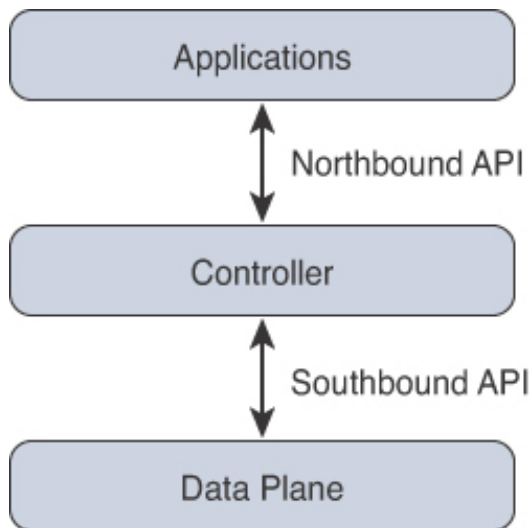 Applications
Northbound API
Controller
Southbound API
Data Plane